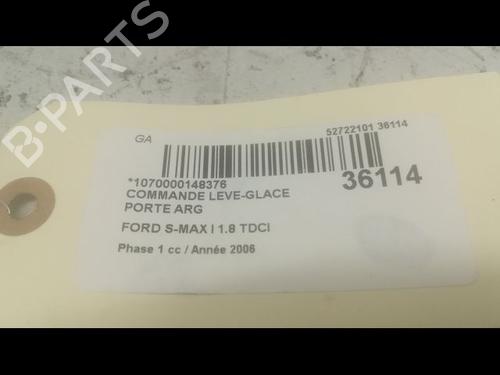 B-PARTS
GA
52722101 36114
*1070000148376
36114
COMMANDE LEVE-GLACE
PORTE ARG
FORD S-MAX I 1.8 TDCI
Phase 1 cc / Année 2006